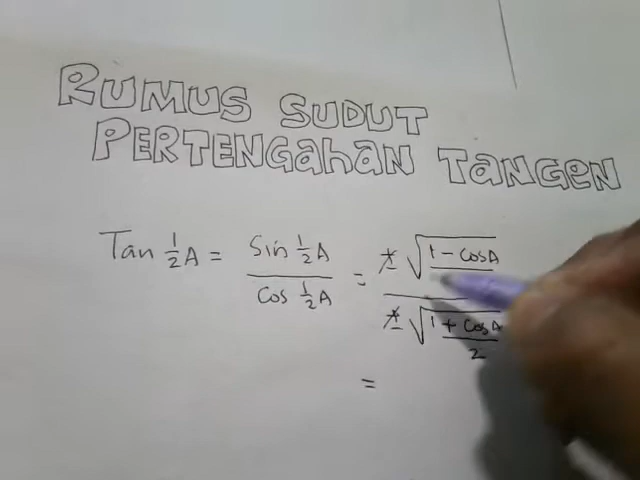 RUMUS SUDUT
PERTENGAHAN TANGEN
Tan ½A = Sin ½A / Cos ½A = ± √(1 - cosA) / ± √((1 + cosA)/2)
=